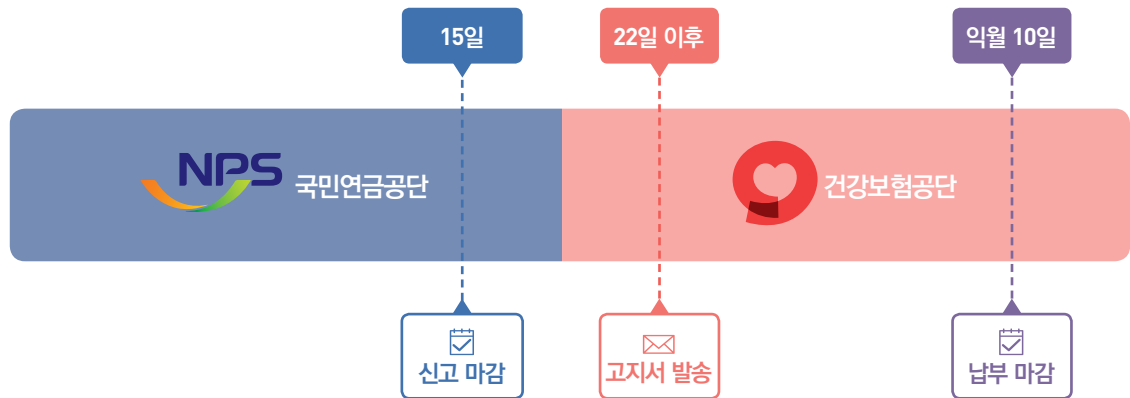 15일
22일 이후
익월 10일
NPS 국민연금공단
건강보험공단
신고 마감
고지서 발송
납부 마감